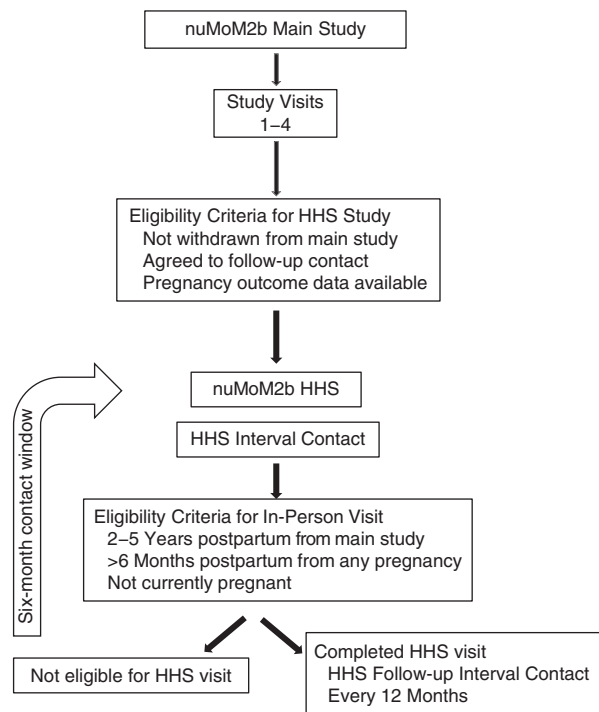 nuMoM2b Main Study
Study Visits
1–4
Eligibility Criteria for HHS Study
Not withdrawn from main study
Agreed to follow-up contact
Pregnancy outcome data available
nuMoM2b HHS
HHS Interval Contact
Six-month contact window
Eligibility Criteria for In-Person Visit
2–5 Years postpartum from main study
>6 Months postpartum from any pregnancy
Not currently pregnant
Not eligible for HHS visit
Completed HHS visit
HHS Follow-up Interval Contact
Every 12 Months